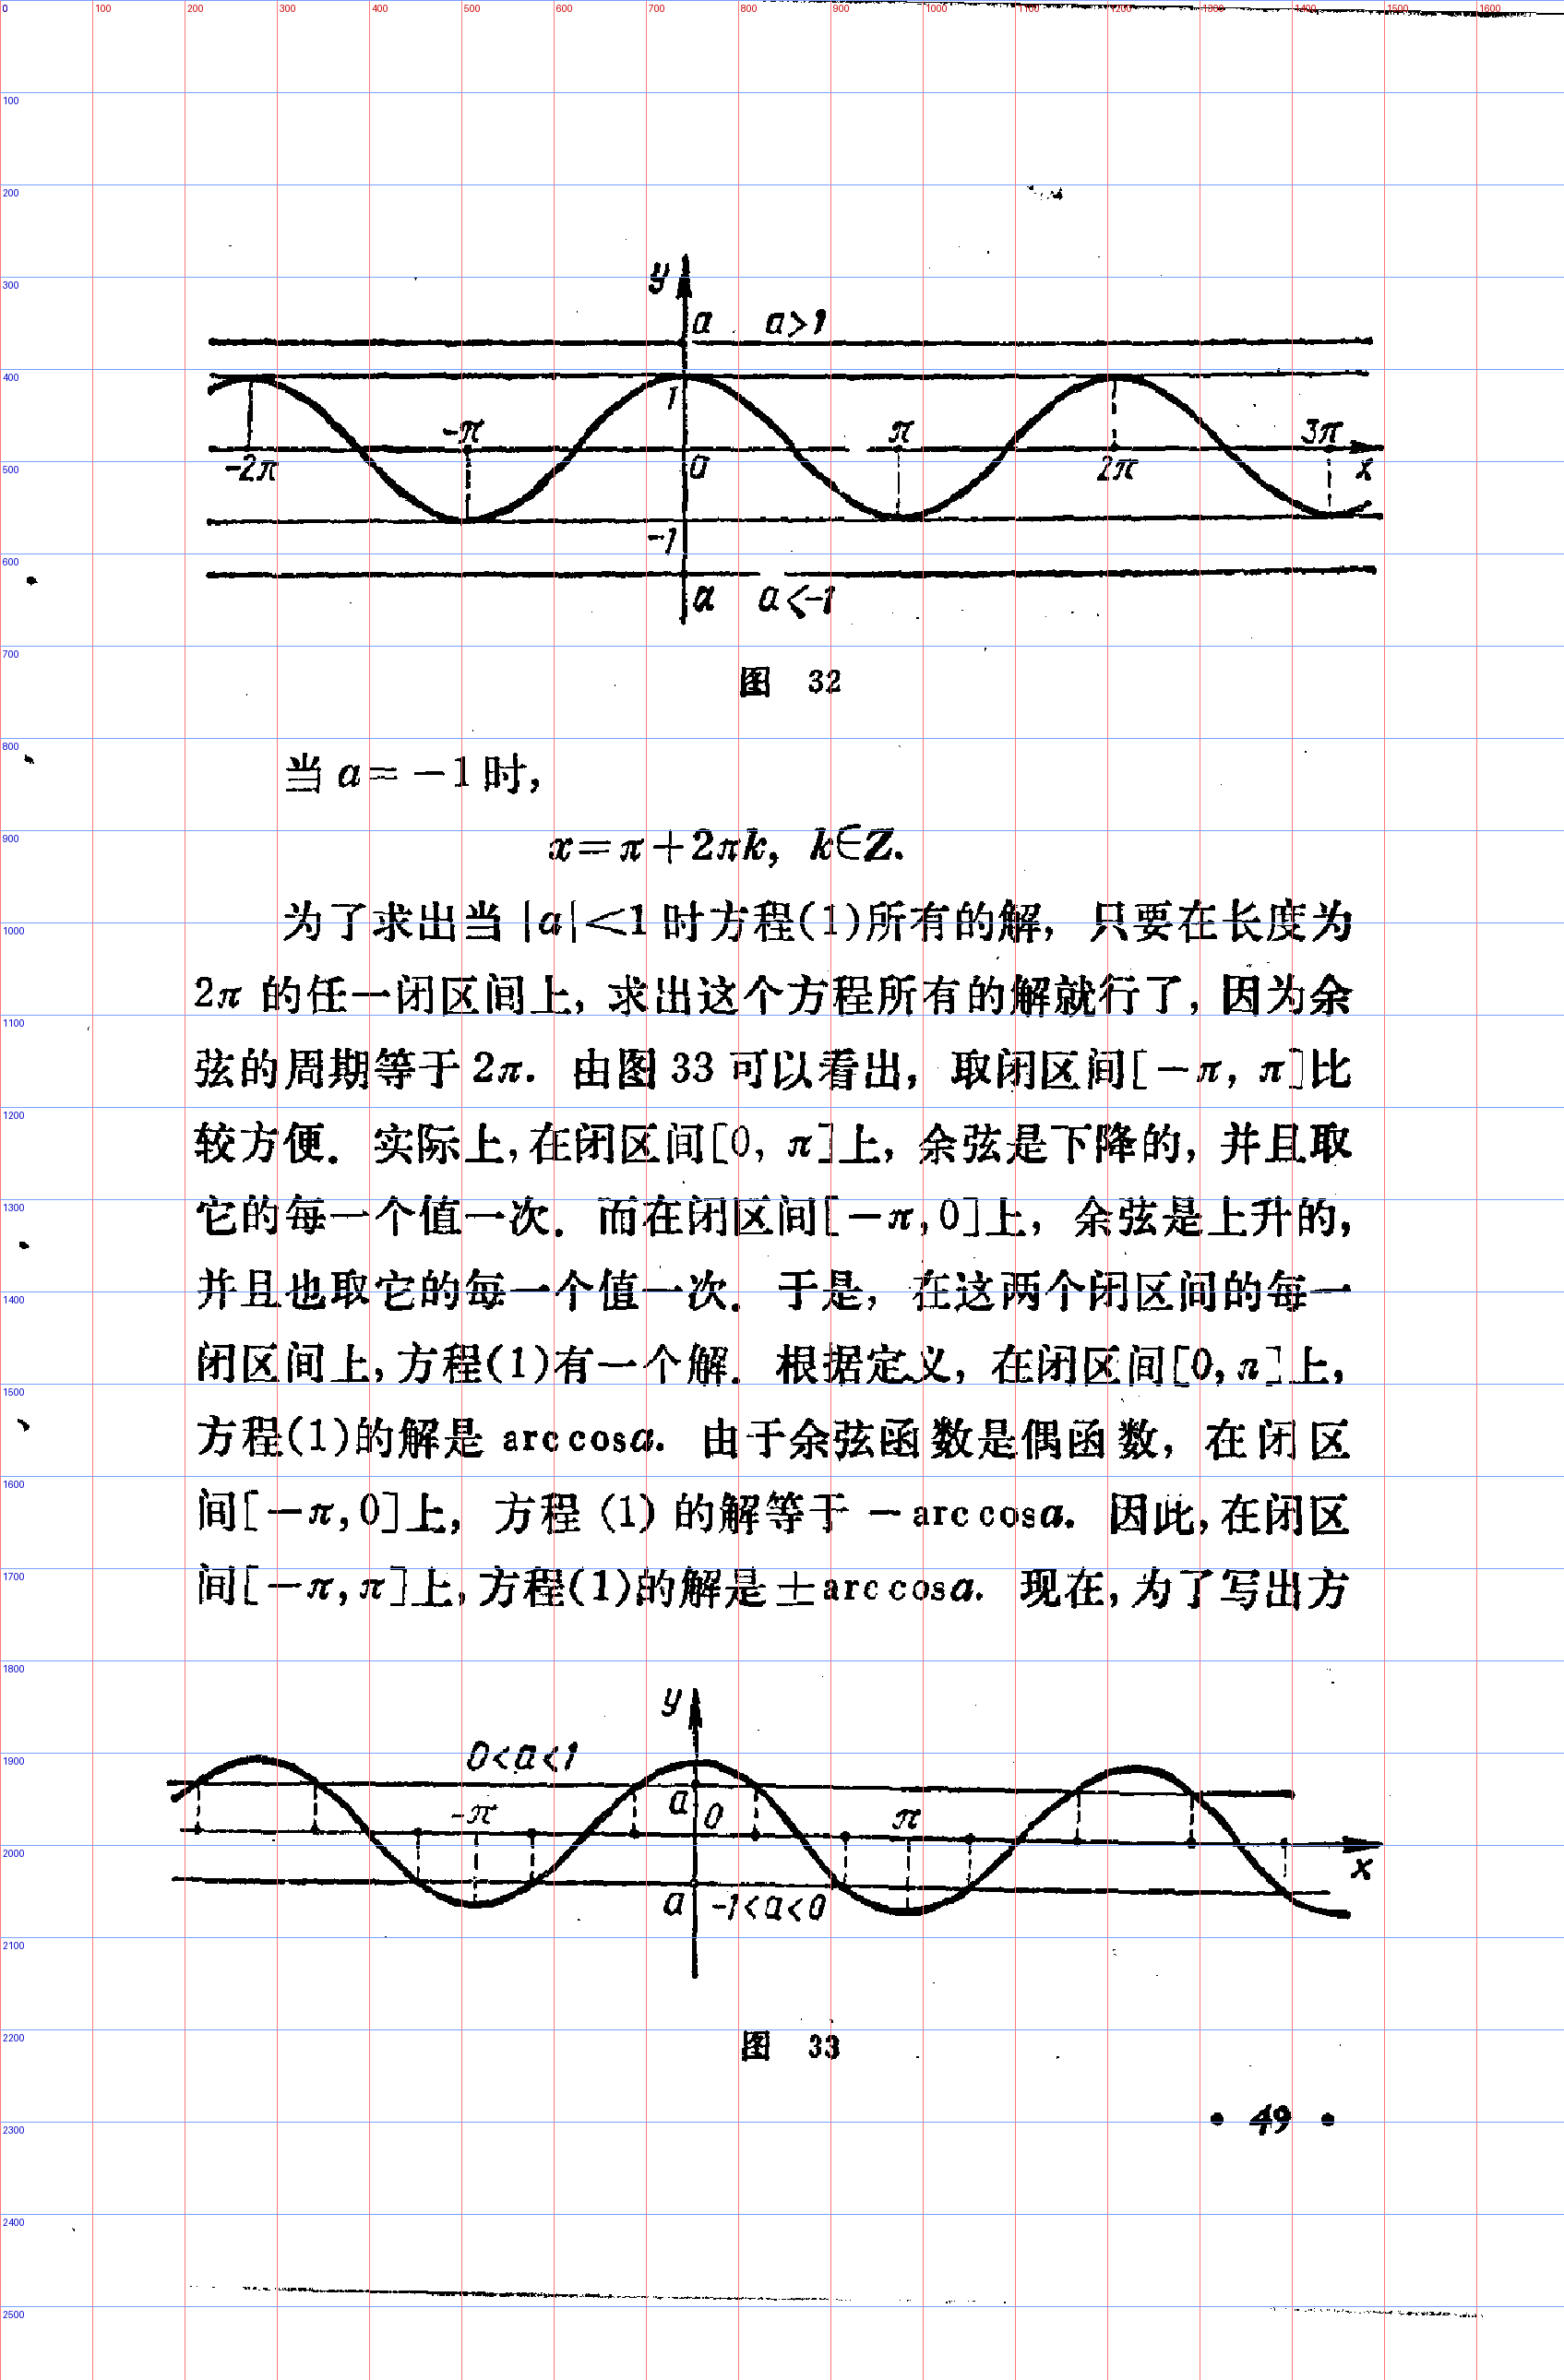 y
a a>1
1
-π π 3π
-2π 0 2π x
-1
a a<-1
图 32
当 a = -1 时,
x = π + 2πk, k∈Z.
为了求出当 |a|<1 时方程(1)所有的解, 只要在长度为
2π 的任一闭区间上, 求出这个方程所有的解就行了, 因为余
弦的周期等于 2π. 由图 33 可以看出, 取闭区间[-π, π]比
较方便. 实际上, 在闭区间[0, π]上, 余弦是下降的, 并且取
它的每一个值一次. 而在闭区间[-π, 0]上, 余弦是上升的,
并且也取它的每一个值一次. 于是, 在这两个闭区间的每一
闭区间上, 方程(1)有一个解. 根据定义, 在闭区间[0, π]上,
方程(1)的解是 arc cos a. 由于余弦函数是偶函数, 在闭区
间[-π, 0]上, 方程 (1) 的解等于 - arc cos a. 因此, 在闭区
间[-π, π]上, 方程(1)的解是 ± arc cos a. 现在, 为了写出方
y
0<a<1
-π a 0 π
x
a -1<a<0
图 33
• 49 •